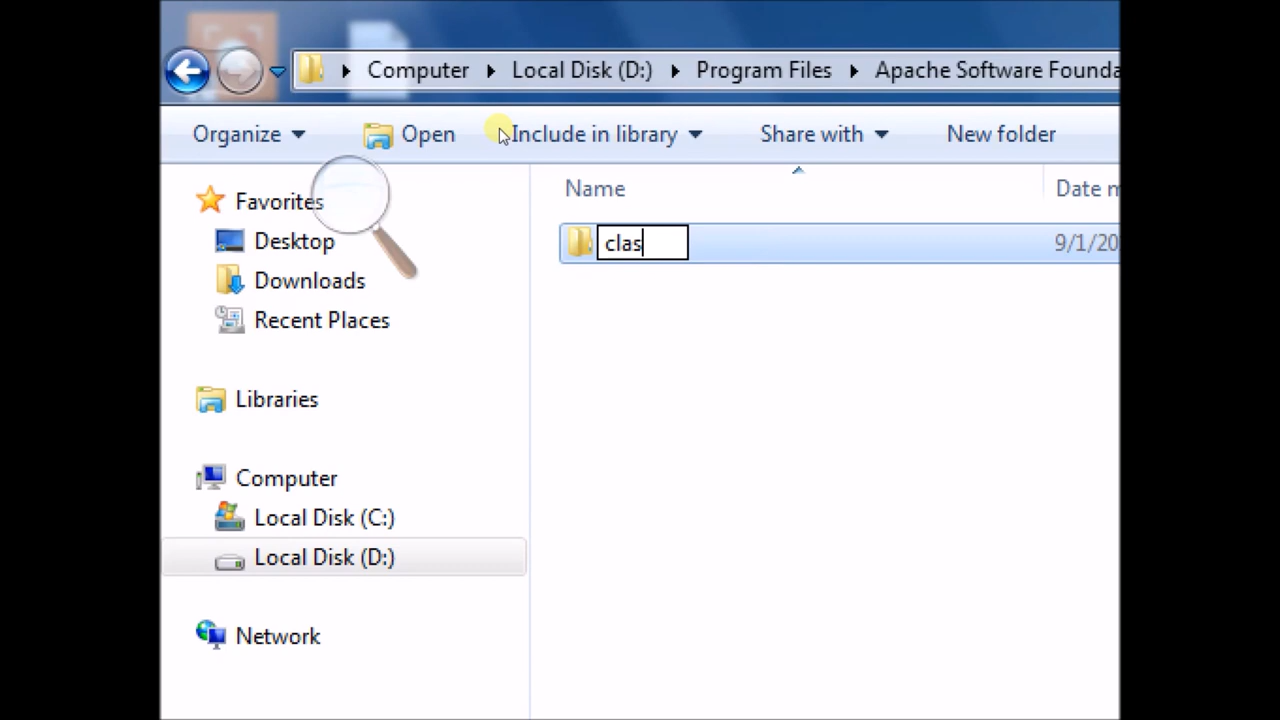 Computer Local Disk (D:) Program Files Apache Software Founda
Organize Open Include in library Share with New folder
Name Date m
clas 9/1/20
Favorites
Desktop
Downloads
Recent Places
Libraries
Computer
Local Disk (C:)
Local Disk (D:)
Network